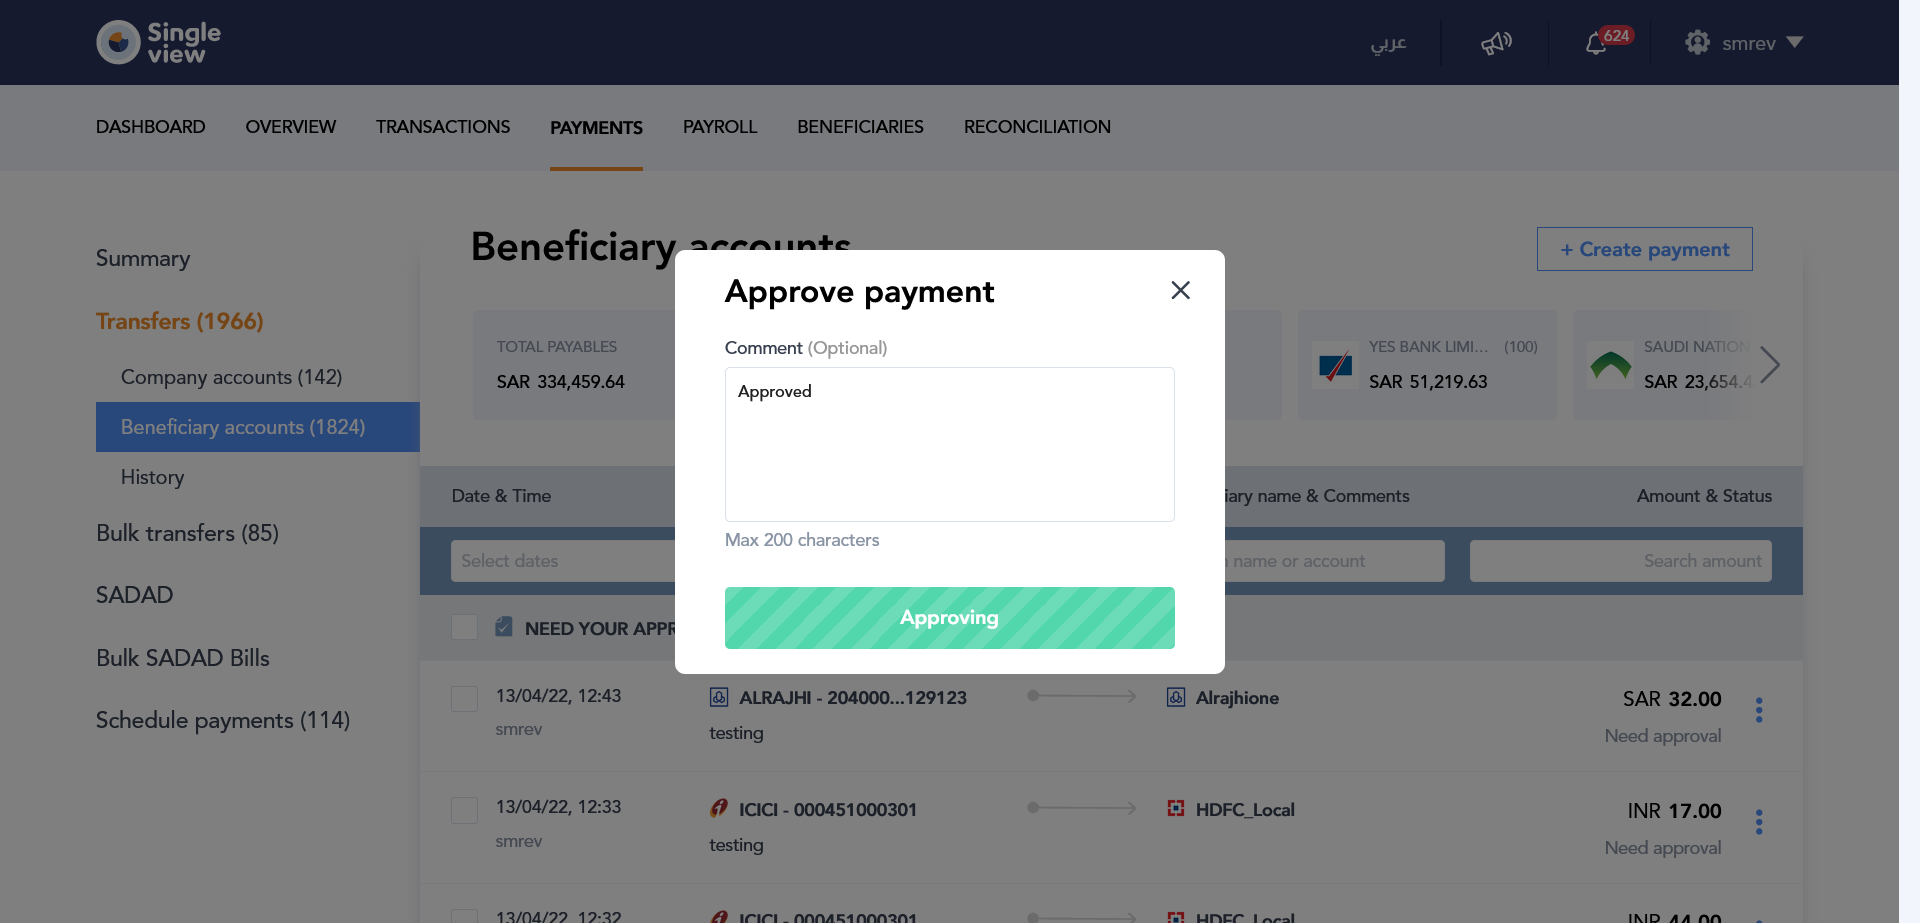 Single
view
عربي
624
smrev
DASHBOARD OVERVIEW TRANSACTIONS PAYMENTS PAYROLL BENEFICIARIES RECONCILIATION
Summary
Transfers (1966)
Company accounts (142)
Beneficiary accounts (1824)
History
Bulk transfers (85)
SADAD
Bulk SADAD Bills
Schedule payments (114)
Beneficiary accounts
+ Create payment
TOTAL PAYABLES
SAR 334,459.64
YES BANK LIMI... (100)
SAR 51,219.63
SAUDI NATION
SAR 23,654.4
Approve payment
Comment (Optional)
Approved
Max 200 characters
Approving
Date & Time
iary name & Comments
Amount & Status
Select dates
name or account
Search amount
NEED YOUR APPR
13/04/22, 12:43
smrev
ALRAJHI - 204000...129123
testing
Alrajhione
SAR 32.00
Need approval
13/04/22, 12:33
smrev
ICICI - 000451000301
testing
HDFC_Local
INR 17.00
Need approval
13/04/22, 12:32
ICICI - 000451000301
HDFC_Local
INR 44.00